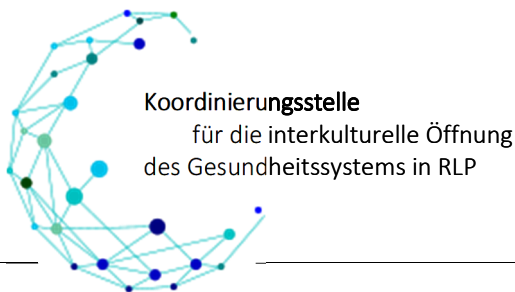 Koordinierungsstelle
für die interkulturelle Öffnung
des Gesundheitssystems in RLP